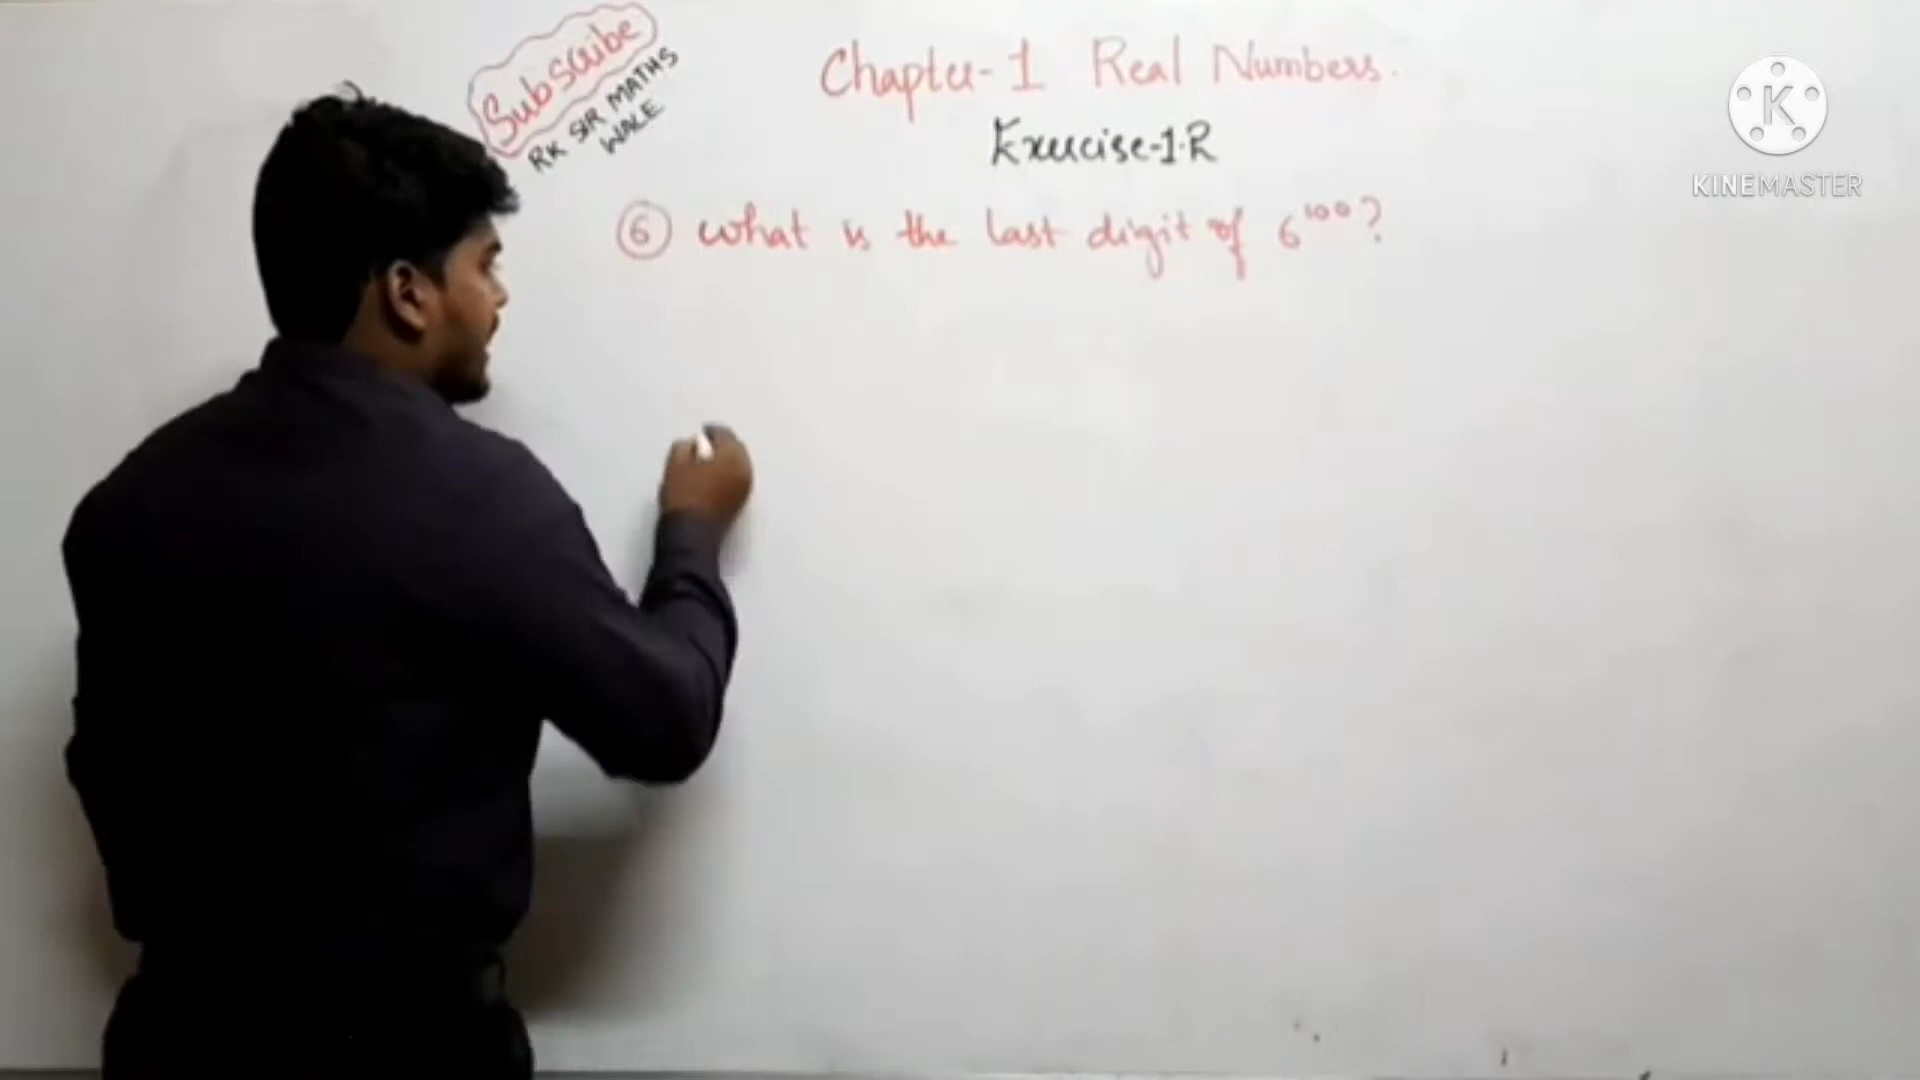 Subscribe
RK SIR MATHS
WALE
Chapter-1 Real Numbers.
Exercise-1.R
⑥ what is the last digit of 6¹⁰⁰?
K
KINEMASTER